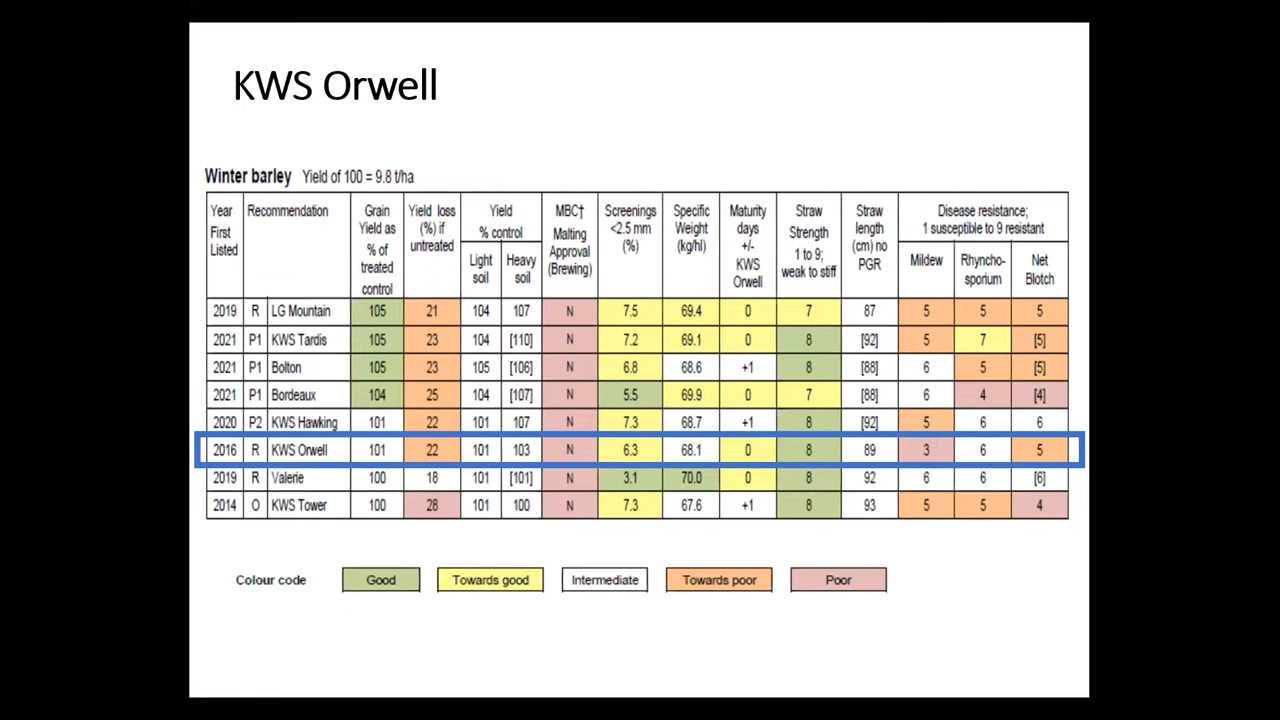 KWS Orwell
Winter barley Yield of 100 = 9.8 t/ha
Year First Listed Recommendation Grain Yield as % of treated control Yield loss (%) if untreated Yield % control Light soil Heavy soil MBC† Malting Approval (Brewing) Screenings <2.5 mm (%) Specific Weight (kg/hl) Maturity days +/- KWS Orwell Straw Strength 1 to 9; weak to stiff Straw length (cm) no PGR Disease resistance; 1 susceptible to 9 resistant Mildew Rhyncho-sporium Net Blotch
2019 R LG Mountain 105 21 104 107 N 7.5 69.4 0 7 87 5 5 5
2021 P1 KWS Tardis 105 23 104 [110] N 7.2 69.1 0 8 [92] 5 7 [5]
2021 P1 Bolton 105 23 105 [106] N 6.8 68.6 +1 8 [88] 6 5 [5]
2021 P1 Bordeaux 104 25 104 [107] N 5.5 69.9 0 7 [88] 6 4 [4]
2020 P2 KWS Hawking 101 22 101 107 N 7.3 68.7 +1 8 [92] 5 6 6
2016 R KWS Orwell 101 22 101 103 N 6.3 68.1 0 8 89 3 6 5
2019 R Valerie 100 18 101 [101] N 3.1 70.0 0 8 92 6 6 [6]
2014 O KWS Tower 100 28 101 100 N 7.3 67.6 +1 8 93 5 5 4
Colour code Good Towards good Intermediate Towards poor Poor